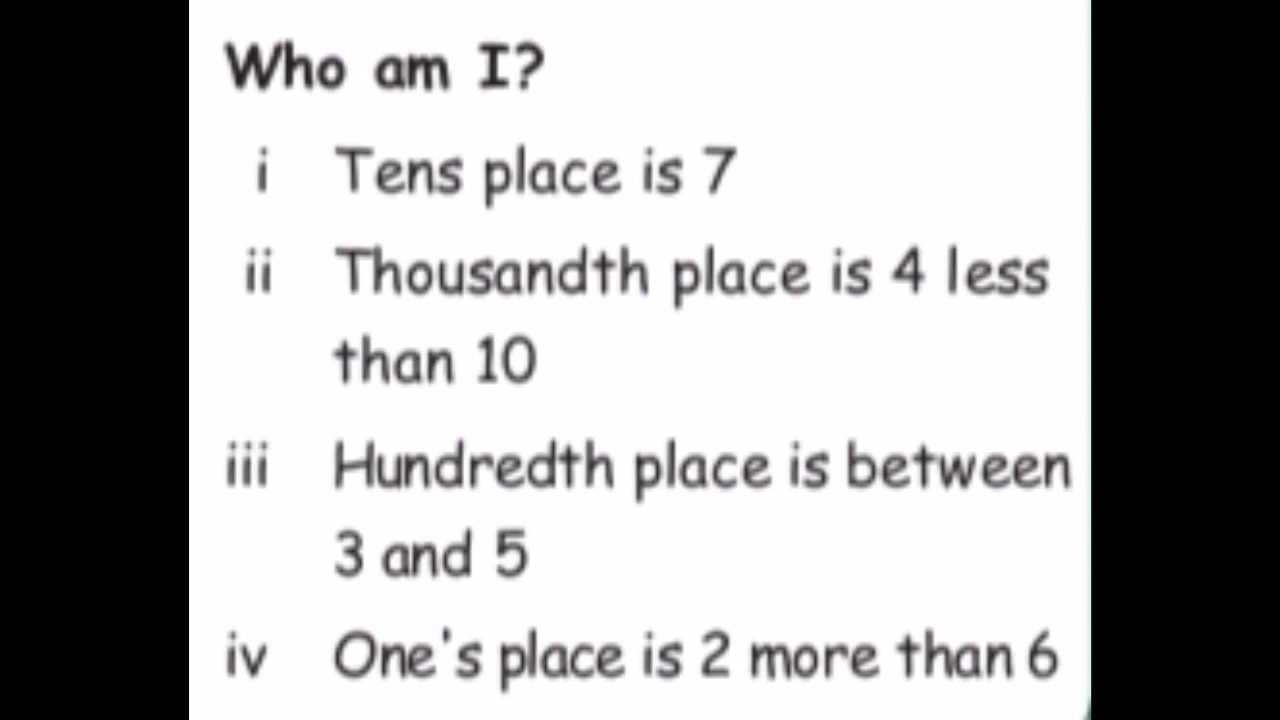 Who am I?
i Tens place is 7
ii Thousandth place is 4 less
than 10
iii Hundredth place is between
3 and 5
iv One's place is 2 more than 6